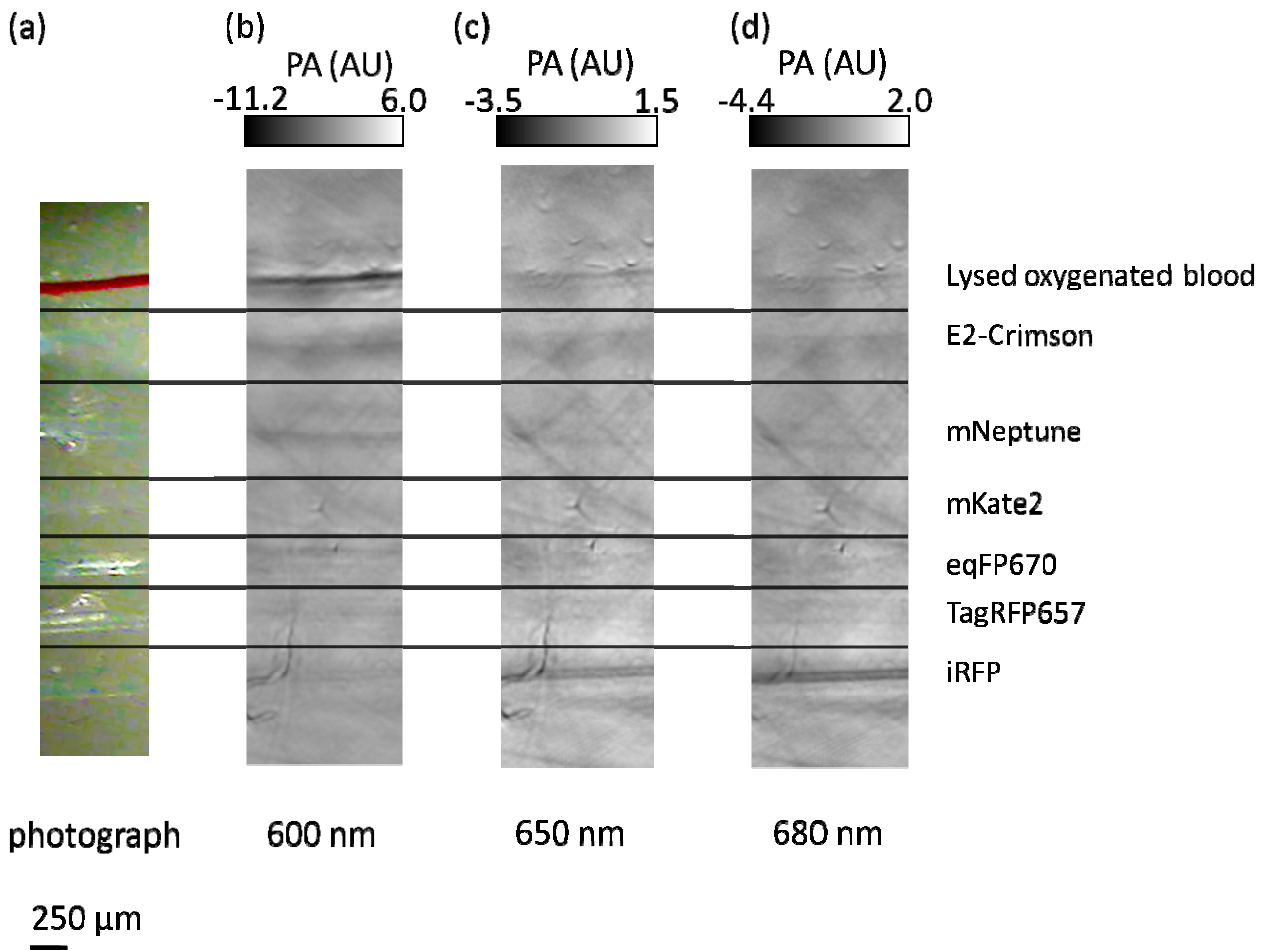 (a)
(b)
(c)
(d)
PA (AU)
PA (AU)
PA (AU)
-11.2 6.0
-3.5 1.5
-4.4 2.0
Lysed oxygenated blood
E2-Crimson
mNeptune
mKate2
eqFP670
TagRFP657
iRFP
photograph
600 nm
650 nm
680 nm
250 μm